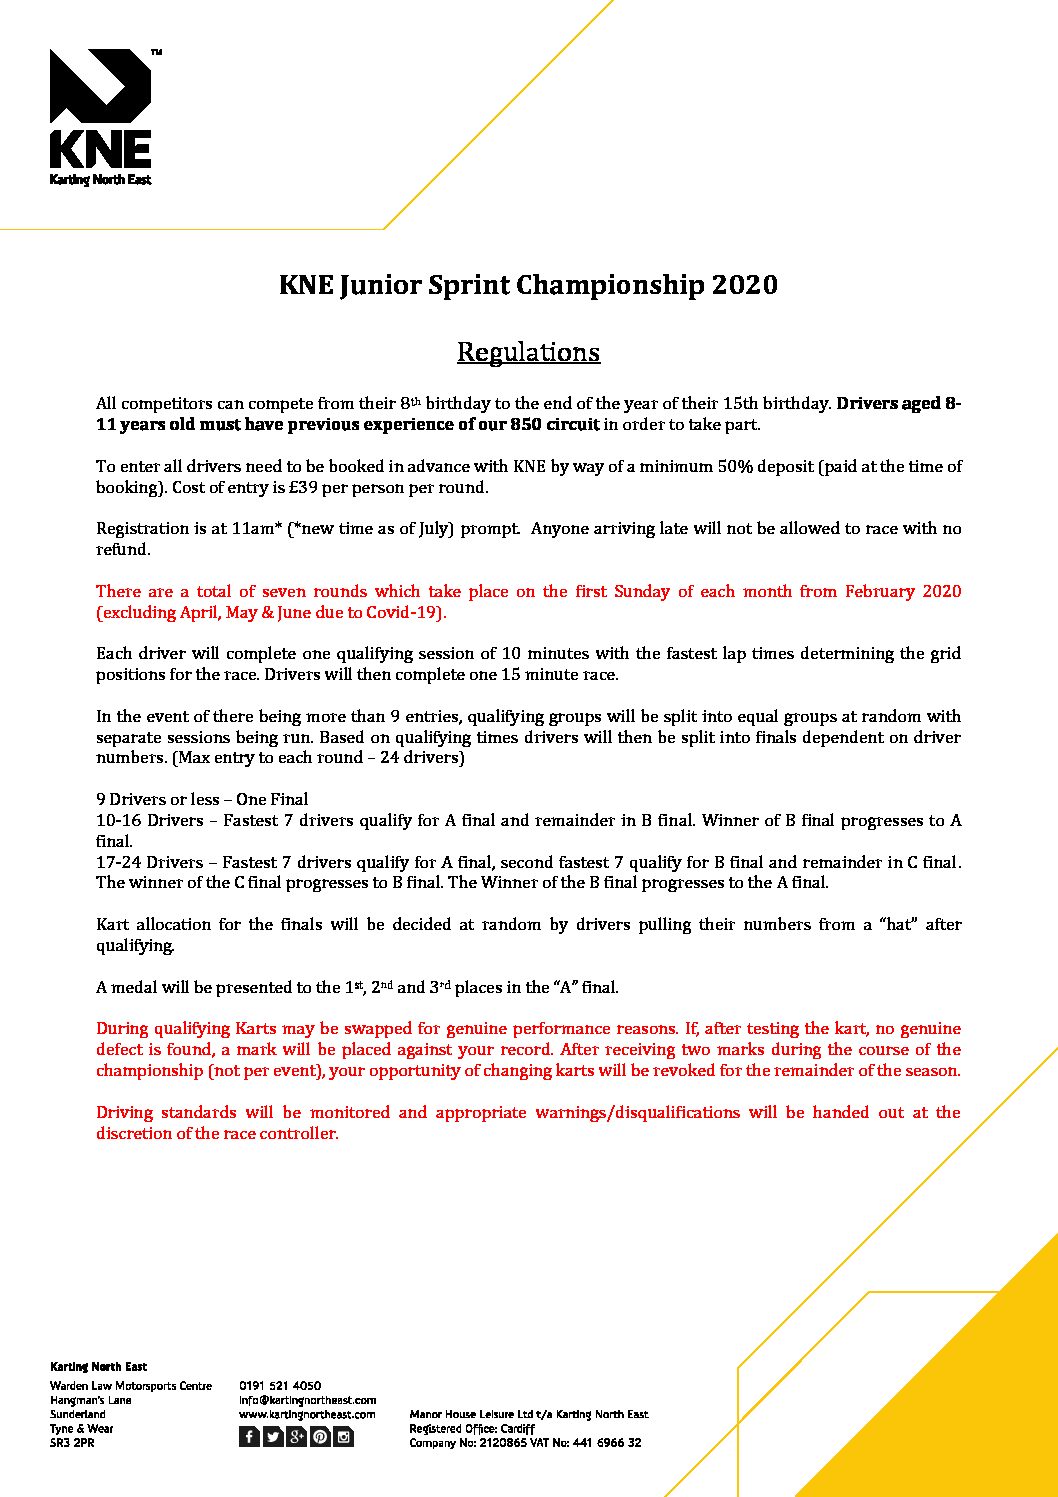 TM
KNE
Karting North East
KNE Junior Sprint Championship 2020
Regulations
All competitors can compete from their 8th birthday to the end of the year of their 15th birthday. Drivers aged 8-
11 years old must have previous experience of our 850 circuit in order to take part.
To enter all drivers need to be booked in advance with KNE by way of a minimum 50% deposit (paid at the time of
booking). Cost of entry is £39 per person per round.
Registration is at 11am* (*new time as of July) prompt.  Anyone arriving late will not be allowed to race with no
refund.
There are a total of seven rounds which take place on the first Sunday of each month from February 2020
(excluding April, May & June due to Covid-19).
Each driver will complete one qualifying session of 10 minutes with the fastest lap times determining the grid
positions for the race. Drivers will then complete one 15 minute race.
In the event of there being more than 9 entries, qualifying groups will be split into equal groups at random with
separate sessions being run. Based on qualifying times drivers will then be split into finals dependent on driver
numbers. (Max entry to each round – 24 drivers)
9 Drivers or less – One Final
10-16 Drivers – Fastest 7 drivers qualify for A final and remainder in B final. Winner of B final progresses to A
final.
17-24 Drivers – Fastest 7 drivers qualify for A final, second fastest 7 qualify for B final and remainder in C final.
The winner of the C final progresses to B final. The Winner of the B final progresses to the A final.
Kart allocation for the finals will be decided at random by drivers pulling their numbers from a “hat” after
qualifying.
A medal will be presented to the 1st, 2nd and 3rd places in the “A” final.
During qualifying Karts may be swapped for genuine performance reasons. If, after testing the kart, no genuine
defect is found, a mark will be placed against your record. After receiving two marks during the course of the
championship (not per event), your opportunity of changing karts will be revoked for the remainder of the season.
Driving standards will be monitored and appropriate warnings/disqualifications will be handed out at the
discretion of the race controller.
Karting North East
Warden Law Motorsports Centre
Hangman's Lane
Sunderland
Tyne & Wear
SR3 2PR
0191 521 4050
info@kartingnortheast.com
www.kartingnortheast.com
Manor House Leisure Ltd t/a Karting North East
Registered Office: Cardiff
Company No: 2120865 VAT No: 441 6966 32